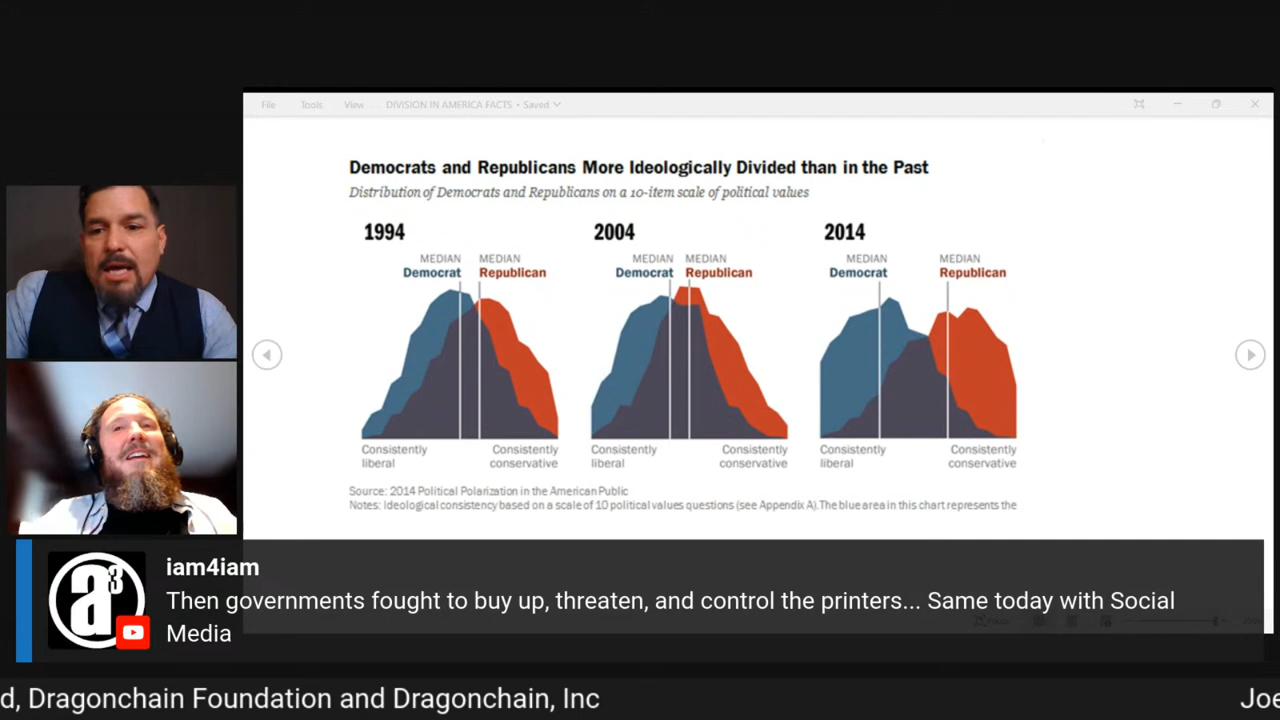 File Tools View DIVISION IN AMERICA FACTS • Saved
Democrats and Republicans More Ideologically Divided than in the Past
Distribution of Democrats and Republicans on a 10-item scale of political values
1994
MEDIAN Democrat
MEDIAN Republican
2004
MEDIAN Democrat
MEDIAN Republican
2014
MEDIAN Democrat
MEDIAN Republican
Consistently liberal
Consistently conservative
Consistently liberal
Consistently conservative
Consistently liberal
Consistently conservative
Source: 2014 Political Polarization in the American Public
Notes: Ideological consistency based on a scale of 10 political values questions (see Appendix A). The blue area in this chart represents the
a3
iam4iam
Then governments fought to buy up, threaten, and control the printers... Same today with Social
Media
d, Dragonchain Foundation and Dragonchain, Inc
Joe